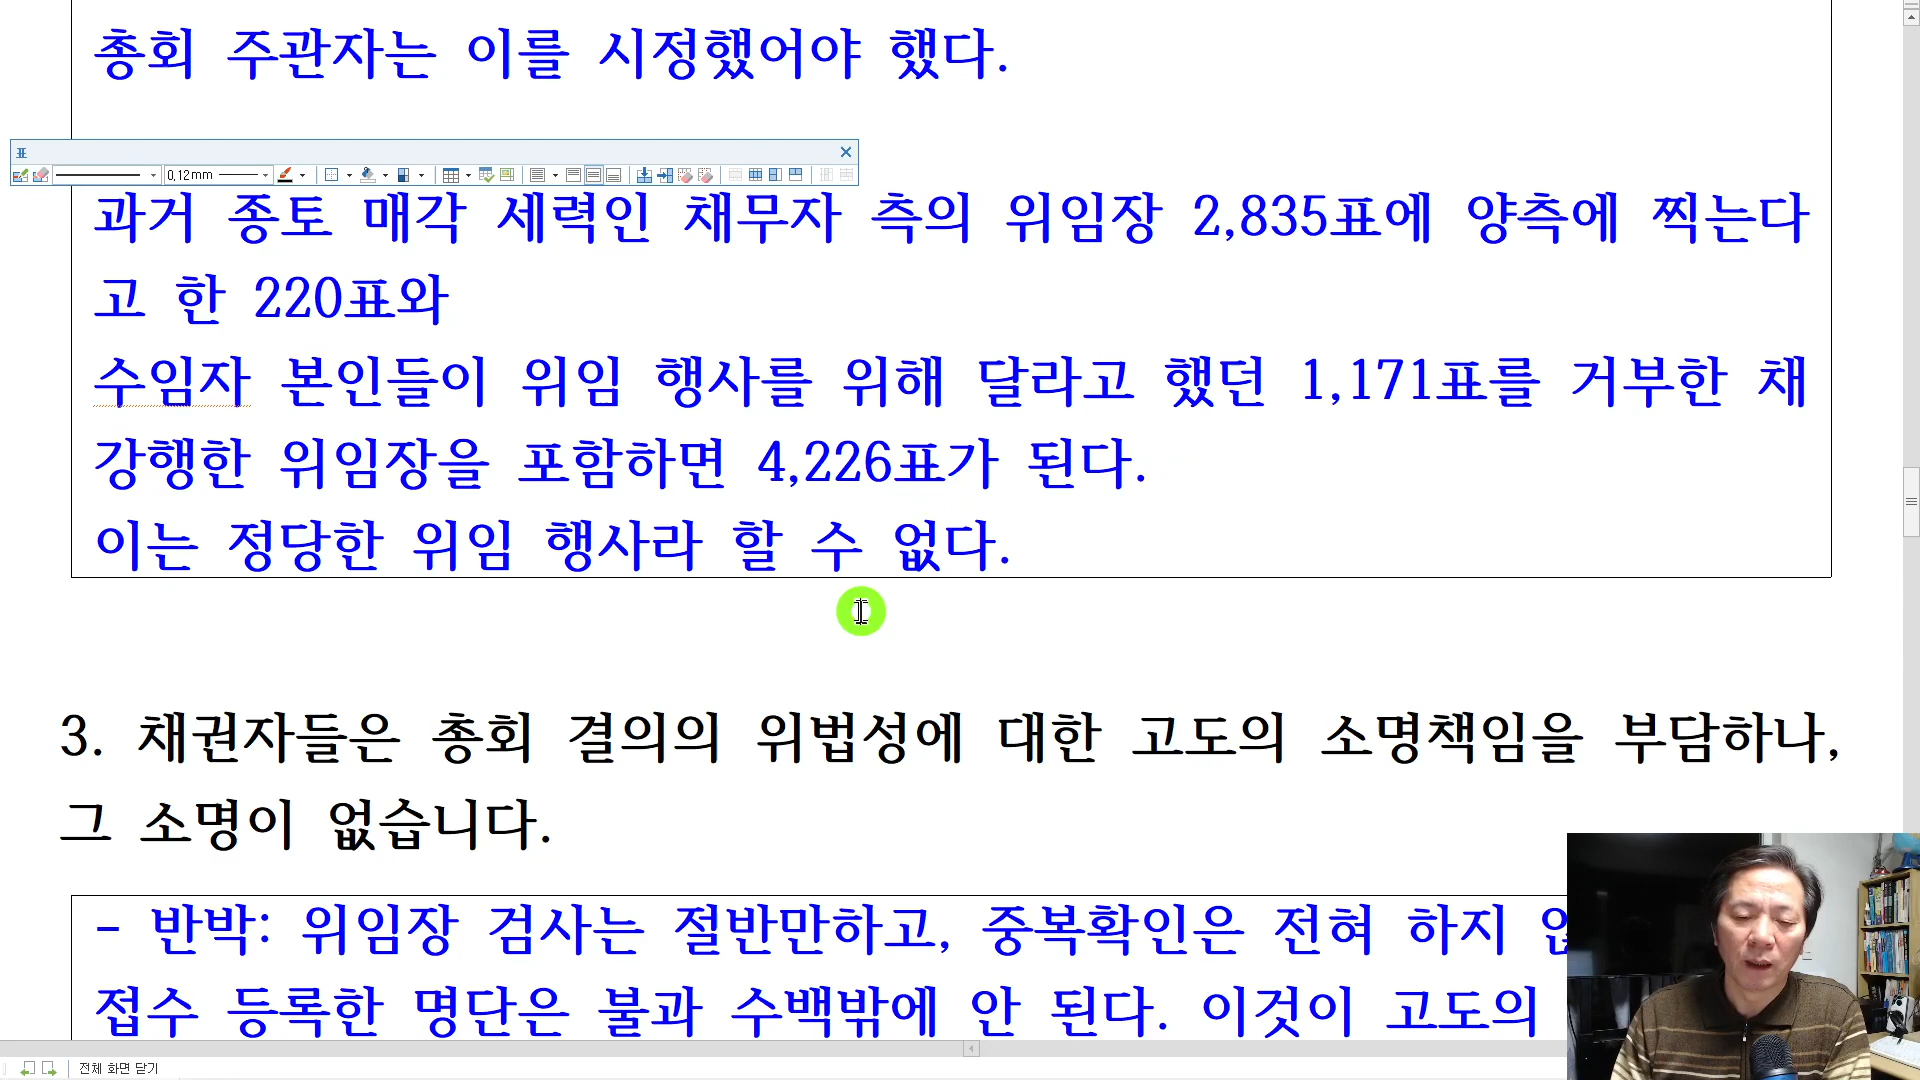 총회 주관자는 이를 시정했어야 했다.
표
0.12mm
과거 종토 매각 세력인 채무자 측의 위임장 2,835표에 양측에 찍는다
고 한 220표와
수임자 본인들이 위임 행사를 위해 달라고 했던 1,171표를 거부한 채
강행한 위임장을 포함하면 4,226표가 된다.
이는 정당한 위임 행사라 할 수 없다.
3. 채권자들은 총회 결의의 위법성에 대한 고도의 소명책임을 부담하나,
그 소명이 없습니다.
- 반박: 위임장 검사는 절반만하고, 중복확인은 전혀 하지
접수 등록한 명단은 불과 수백밖에 안 된다. 이것이 고도의
전체 화면 닫기